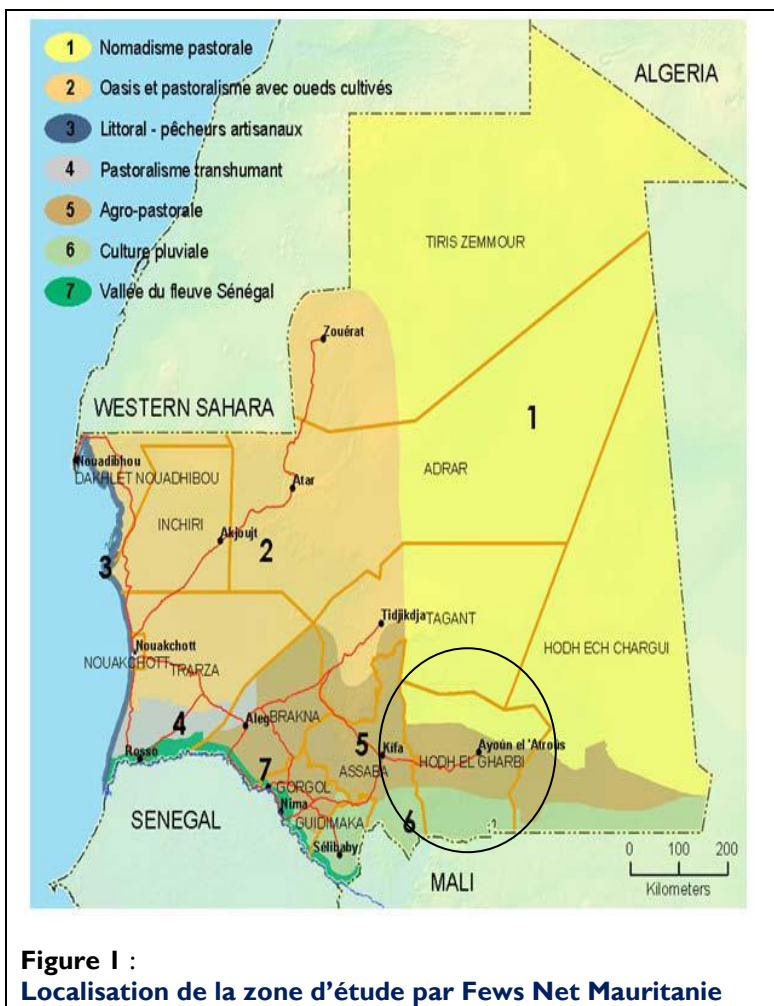 1 Nomadisme pastorale
2 Oasis et pastoralisme avec oueds cultivés
3 Littoral - pêcheurs artisanaux
4 Pastoralisme transhumant
5 Agro-pastorale
6 Culture pluviale
7 Vallée du fleuve Sénégal
ALGERIA
TIRIS ZEMMOUR
Zouérat
WESTERN SAHARA
1
Nouadibhou
DAKHLET NOUADHIBOU
ADRAR
Atar
INCHIRI
Akjoujt
2
3
Tidjikdja
TAGANT
Nouakchott
NOUAKCHOTT
TRARZA
HODH ECH CHARGUI
4
Aleg
BRAKNA
5
Kifa
Ayoûn el 'Atroûs
HODH EL GHARBI
Rosso
ASSABA
7
GORGOL
Nima
SENEGAL
GUIDIMAKA
6
Sélibaby
MALI
0 100 200
Kilometers
Figure 1 :
Localisation de la zone d'étude par Fews Net Mauritanie